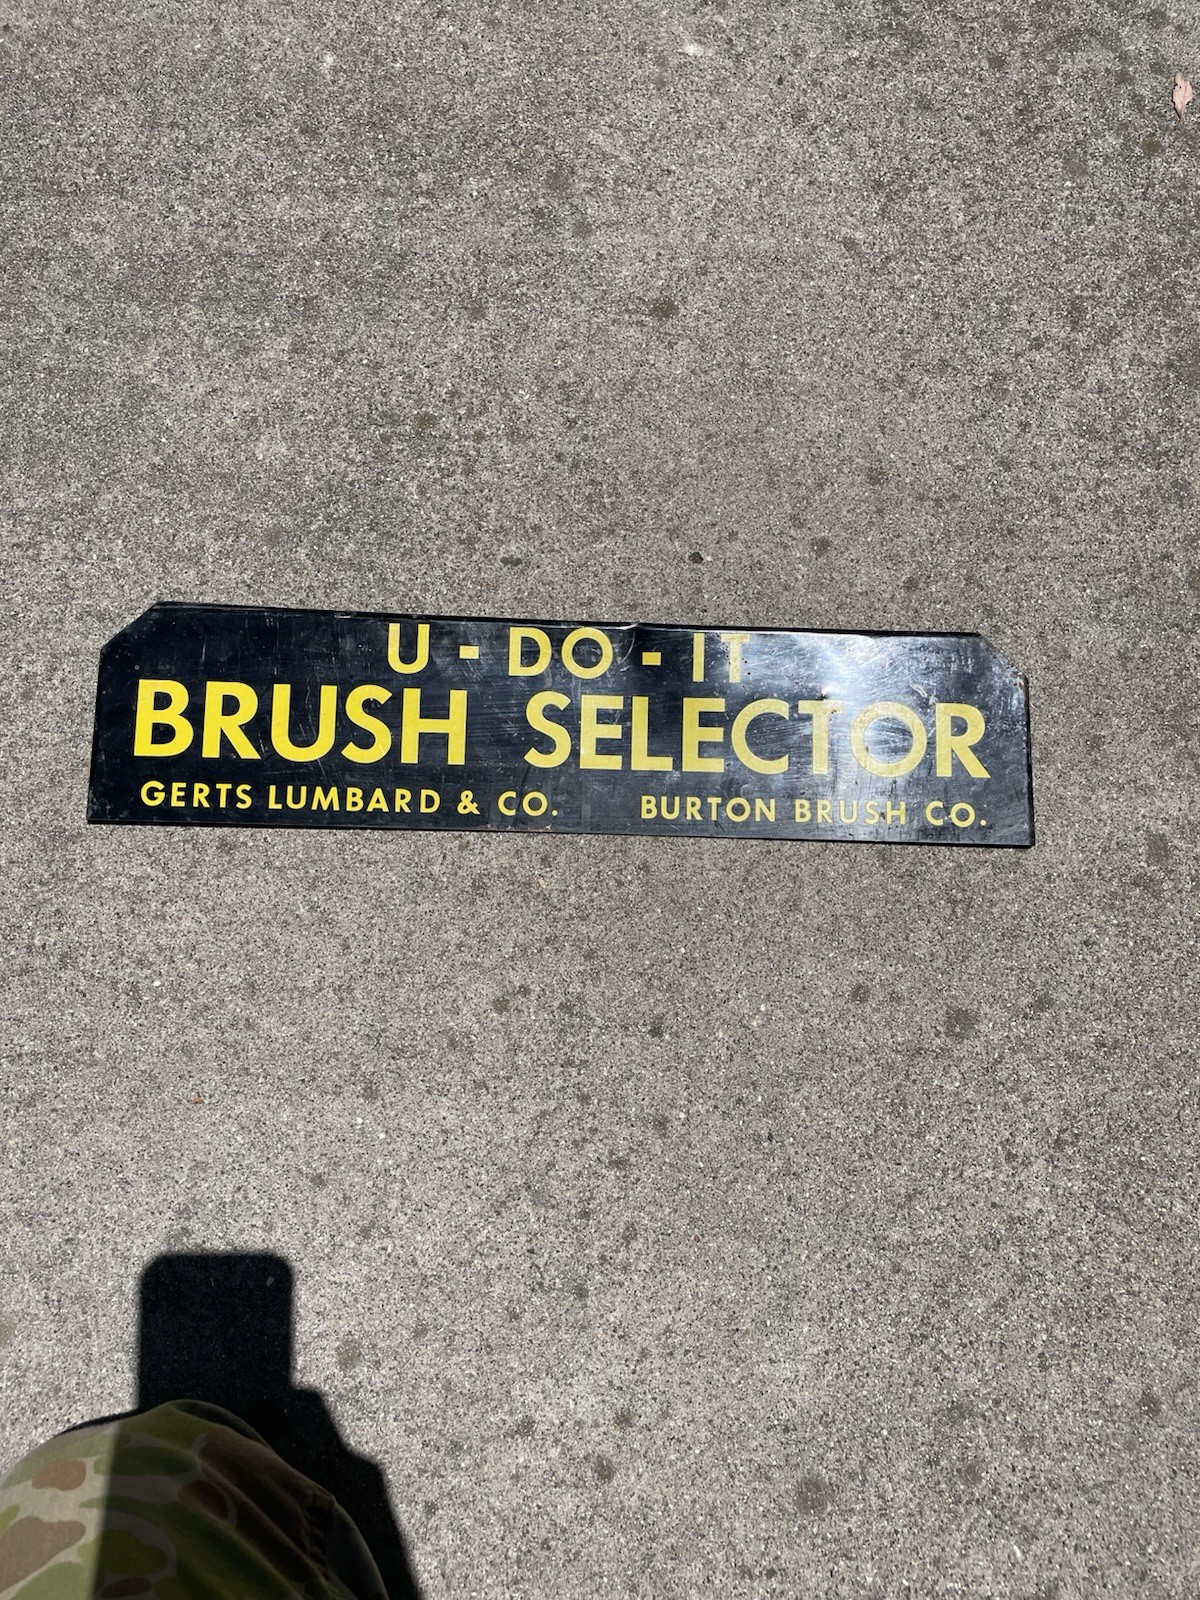 U - DO - IT
BRUSH SELECTOR
GERTS LUMBARD & CO. BURTON BRUSH CO.